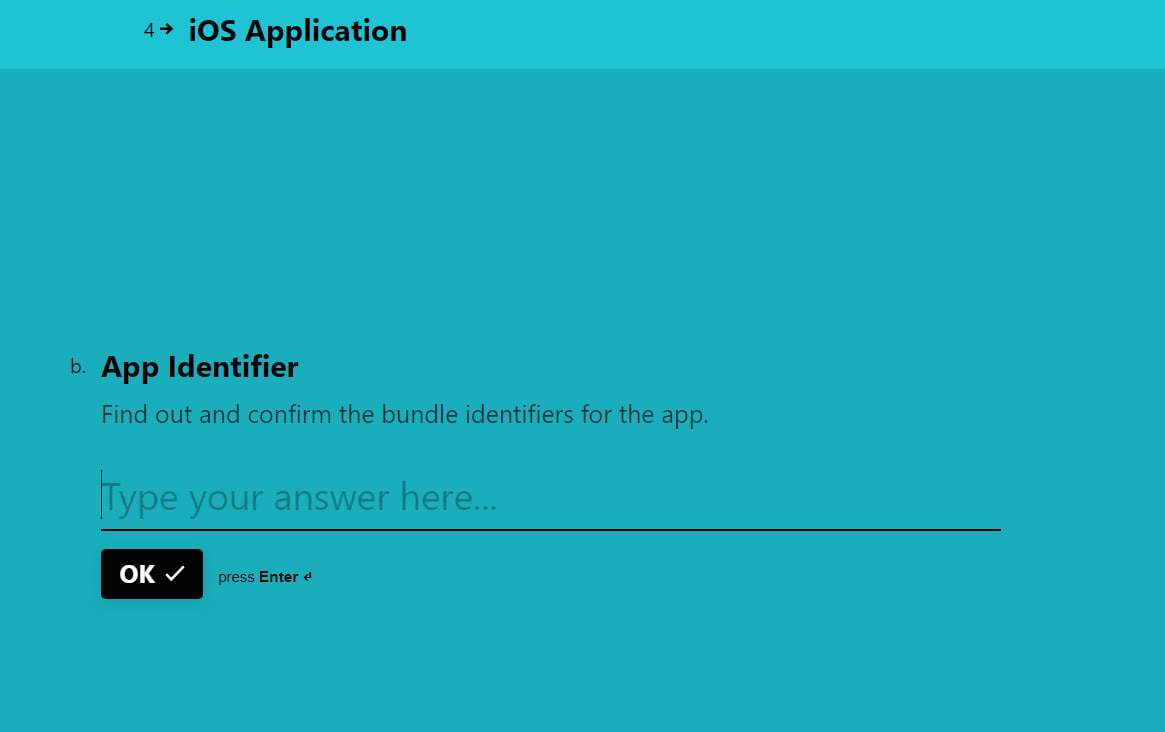 4 → iOS Application
b. App Identifier
Find out and confirm the bundle identifiers for the app.
Type your answer here...
OK ✓ press Enter ↵